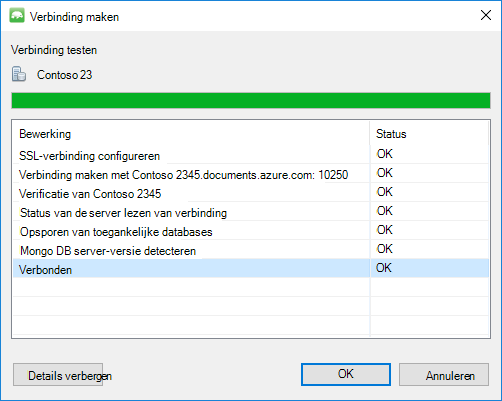 Verbinding maken
Verbinding testen
Contoso 23
Bewerking Status
SSL-verbinding configureren OK
Verbinding maken met Contoso 2345.documents.azure.com: 10250 OK
Verificatie van Contoso 2345 OK
Status van de server lezen van verbinding OK
Opsporen van toegankelijke databases OK
Mongo DB server-versie detecteren OK
Verbonden OK
Details verbergen OK Annuleren